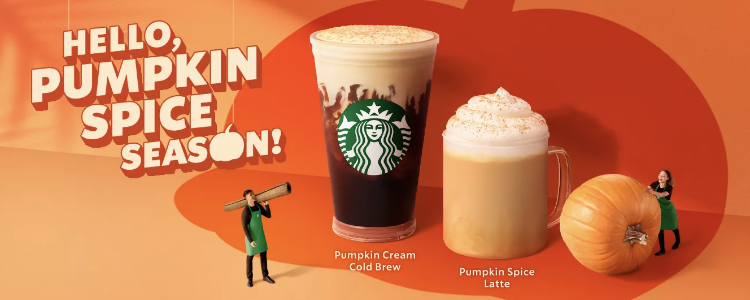 HELLO,
PUMPKIN
SPICE
SEASON!
Pumpkin Cream
Cold Brew
Pumpkin Spice
Latte